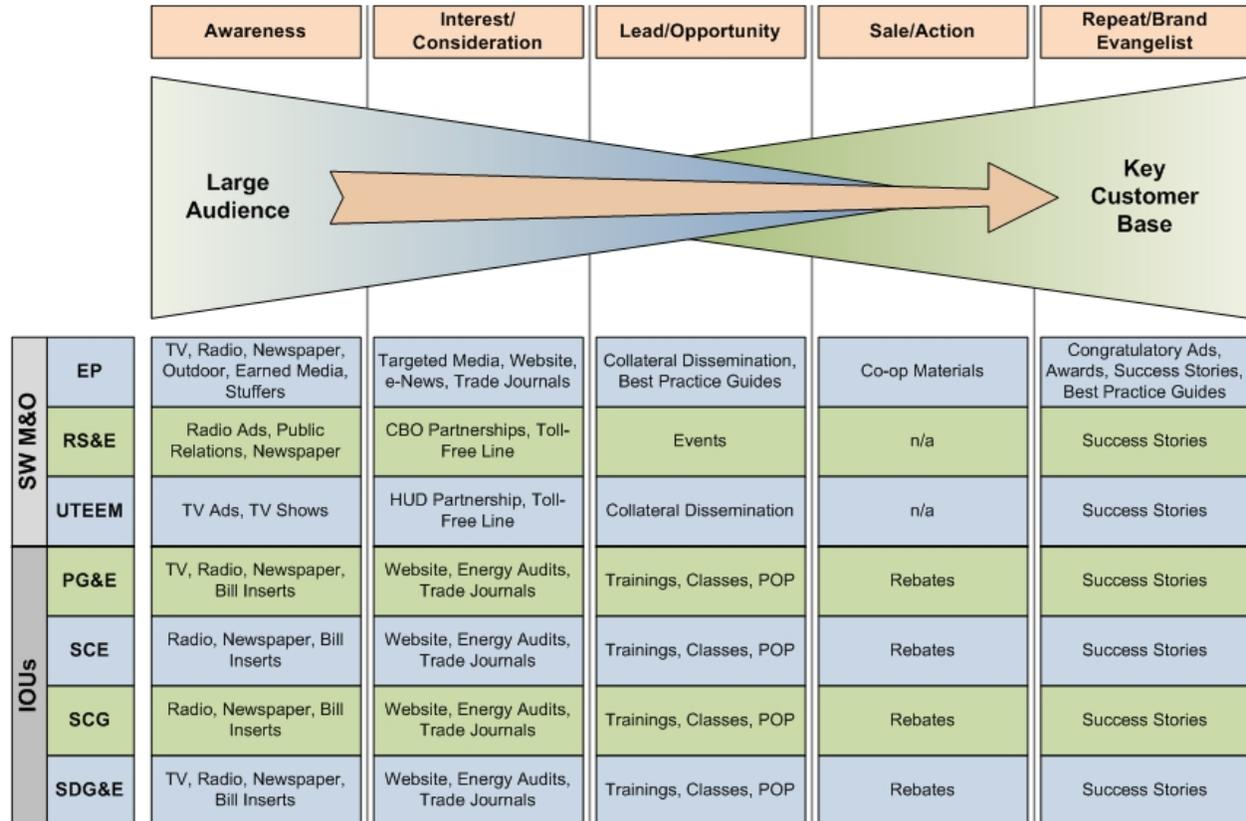 Awareness
Interest/
Consideration
Lead/Opportunity
Sale/Action
Repeat/Brand
Evangelist
Large
Audience
Key
Customer
Base
SW M&O
EP
TV, Radio, Newspaper,
Outdoor, Earned Media,
Stuffers
Targeted Media, Website,
e-News, Trade Journals
Collateral Dissemination,
Best Practice Guides
Co-op Materials
Congratulatory Ads,
Awards, Success Stories,
Best Practice Guides
RS&E
Radio Ads, Public
Relations, Newspaper
CBO Partnerships, Toll-
Free Line
Events
n/a
Success Stories
UTEEM
TV Ads, TV Shows
HUD Partnership, Toll-
Free Line
Collateral Dissemination
n/a
Success Stories
IOUs
PG&E
TV, Radio, Newspaper,
Bill Inserts
Website, Energy Audits,
Trade Journals
Trainings, Classes, POP
Rebates
Success Stories
SCE
Radio, Newspaper, Bill
Inserts
Website, Energy Audits,
Trade Journals
Trainings, Classes, POP
Rebates
Success Stories
SCG
Radio, Newspaper, Bill
Inserts
Website, Energy Audits,
Trade Journals
Trainings, Classes, POP
Rebates
Success Stories
SDG&E
TV, Radio, Newspaper,
Bill Inserts
Website, Energy Audits,
Trade Journals
Trainings, Classes, POP
Rebates
Success Stories